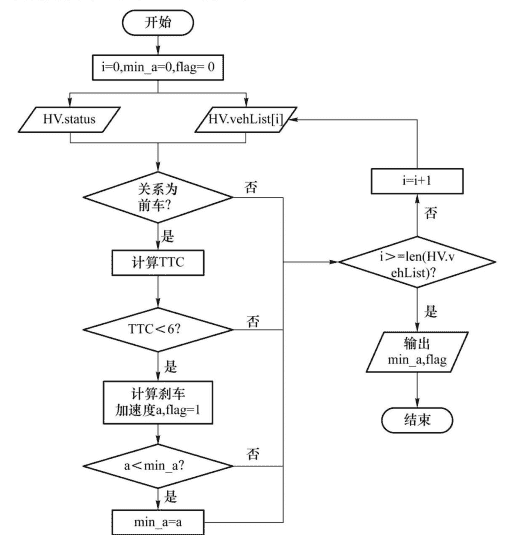 开始
i=0,min_a=0,flag= 0
HV.status
HV.vehList[i]
关系为
前车?
否
是
计算TTC
TTC<6?
否
是
计算刹车
加速度a,flag=1
a<min_a?
否
是
min_a=a
i=i+1
否
i>=len(HV.v
ehList)?
是
输出
min_a,flag
结束